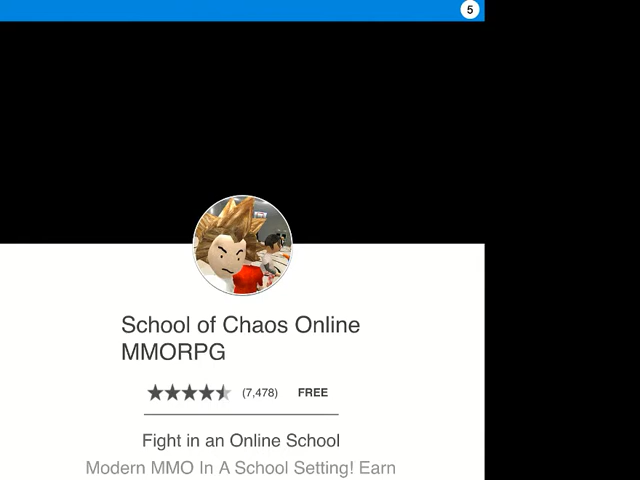 5
School of Chaos Online
MMORPG
(7,478) FREE
Fight in an Online School
Modern MMO In A School Setting! Earn